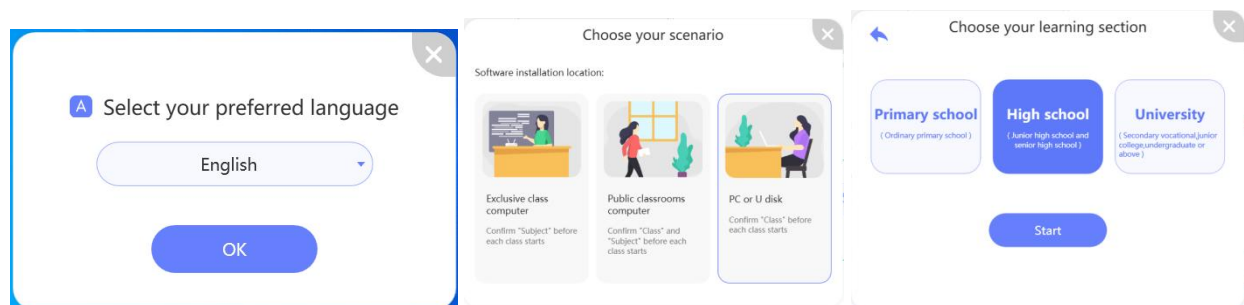 A Select your preferred language
English
OK
Choose your scenario
Software installation location:
Exclusive class
computer
Confirm "Subject" before
each class starts
Public classrooms
computer
Confirm "Class" and
"Subject" before each
class starts
PC or U disk
Confirm "Class" before
each class starts
Choose your learning section
Primary school
( Ordinary primary school )
High school
( Junior high school and
senior high school )
University
( Secondary vocational,junior
college,undergraduate or
above )
Start